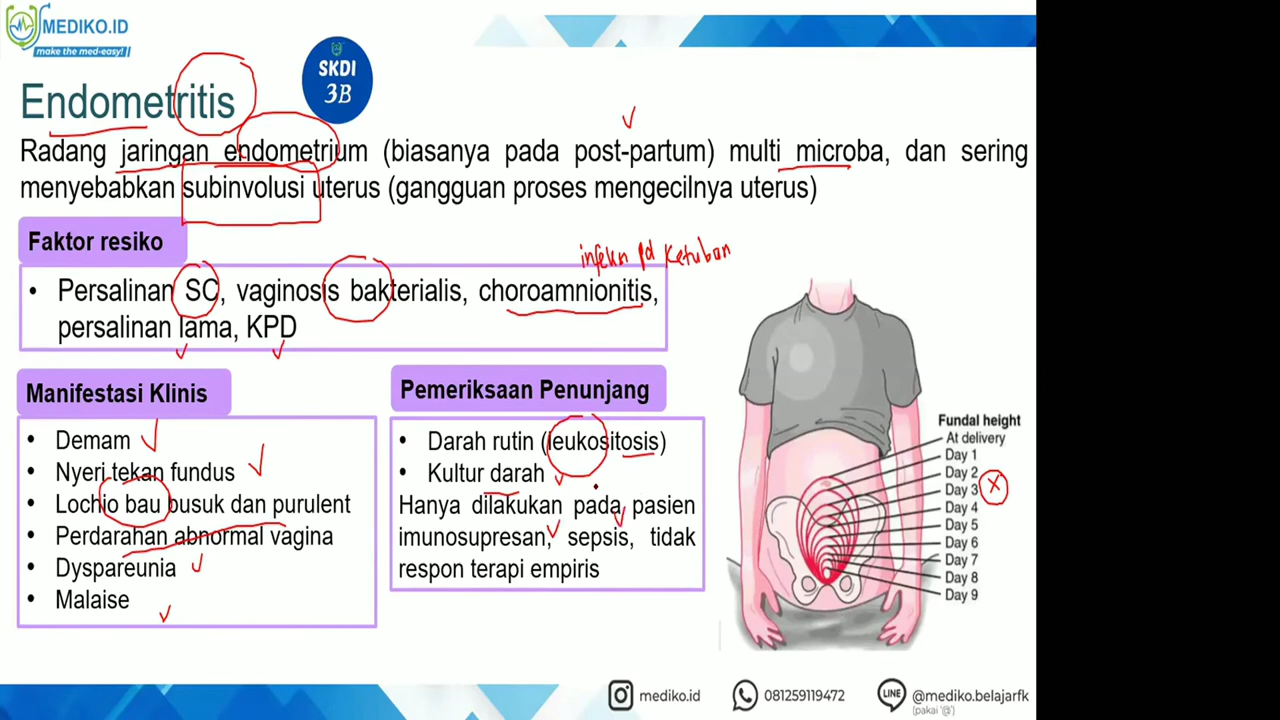 MEDIKO.ID
make the med-easy!
SKDI
3B
Endometritis
Radang jaringan endometrium (biasanya pada post-partum) multi microba, dan sering
menyebabkan subinvolusi uterus (gangguan proses mengecilnya uterus)
Faktor resiko
infeksi pd ketuban
• Persalinan SC, vaginosis bakterialis, choroamnionitis,
persalinan lama, KPD
Manifestasi Klinis
• Demam
• Nyeri tekan fundus
• Lochio bau busuk dan purulent
• Perdarahan abnormal vagina
• Dyspareunia
• Malaise
Pemeriksaan Penunjang
• Darah rutin (leukositosis)
• Kultur darah
Hanya dilakukan pada pasien
imunosupresan, sepsis, tidak
respon terapi empiris
Fundal height
At delivery
Day 1
Day 2
Day 3
Day 4
Day 5
Day 6
Day 7
Day 8
Day 9
mediko.id
081259119472
LINE
@mediko.belajarfk
(pakai '@')